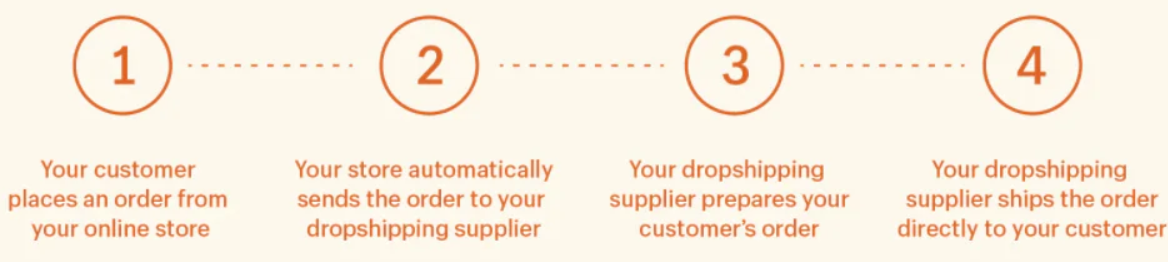 1
2
3
4
Your customer
places an order from
your online store
Your store automatically
sends the order to your
dropshipping supplier
Your dropshipping
supplier prepares your
customer’s order
Your dropshipping
supplier ships the order
directly to your customer